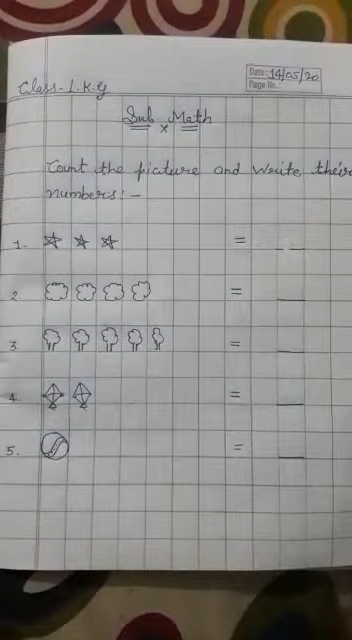 Date: 14/05/20
Page No.:
Class-L.K.G
Sub Math
Count the picture and Write their
numbers:-
1. =
2 =
3 =
4. =
5. =